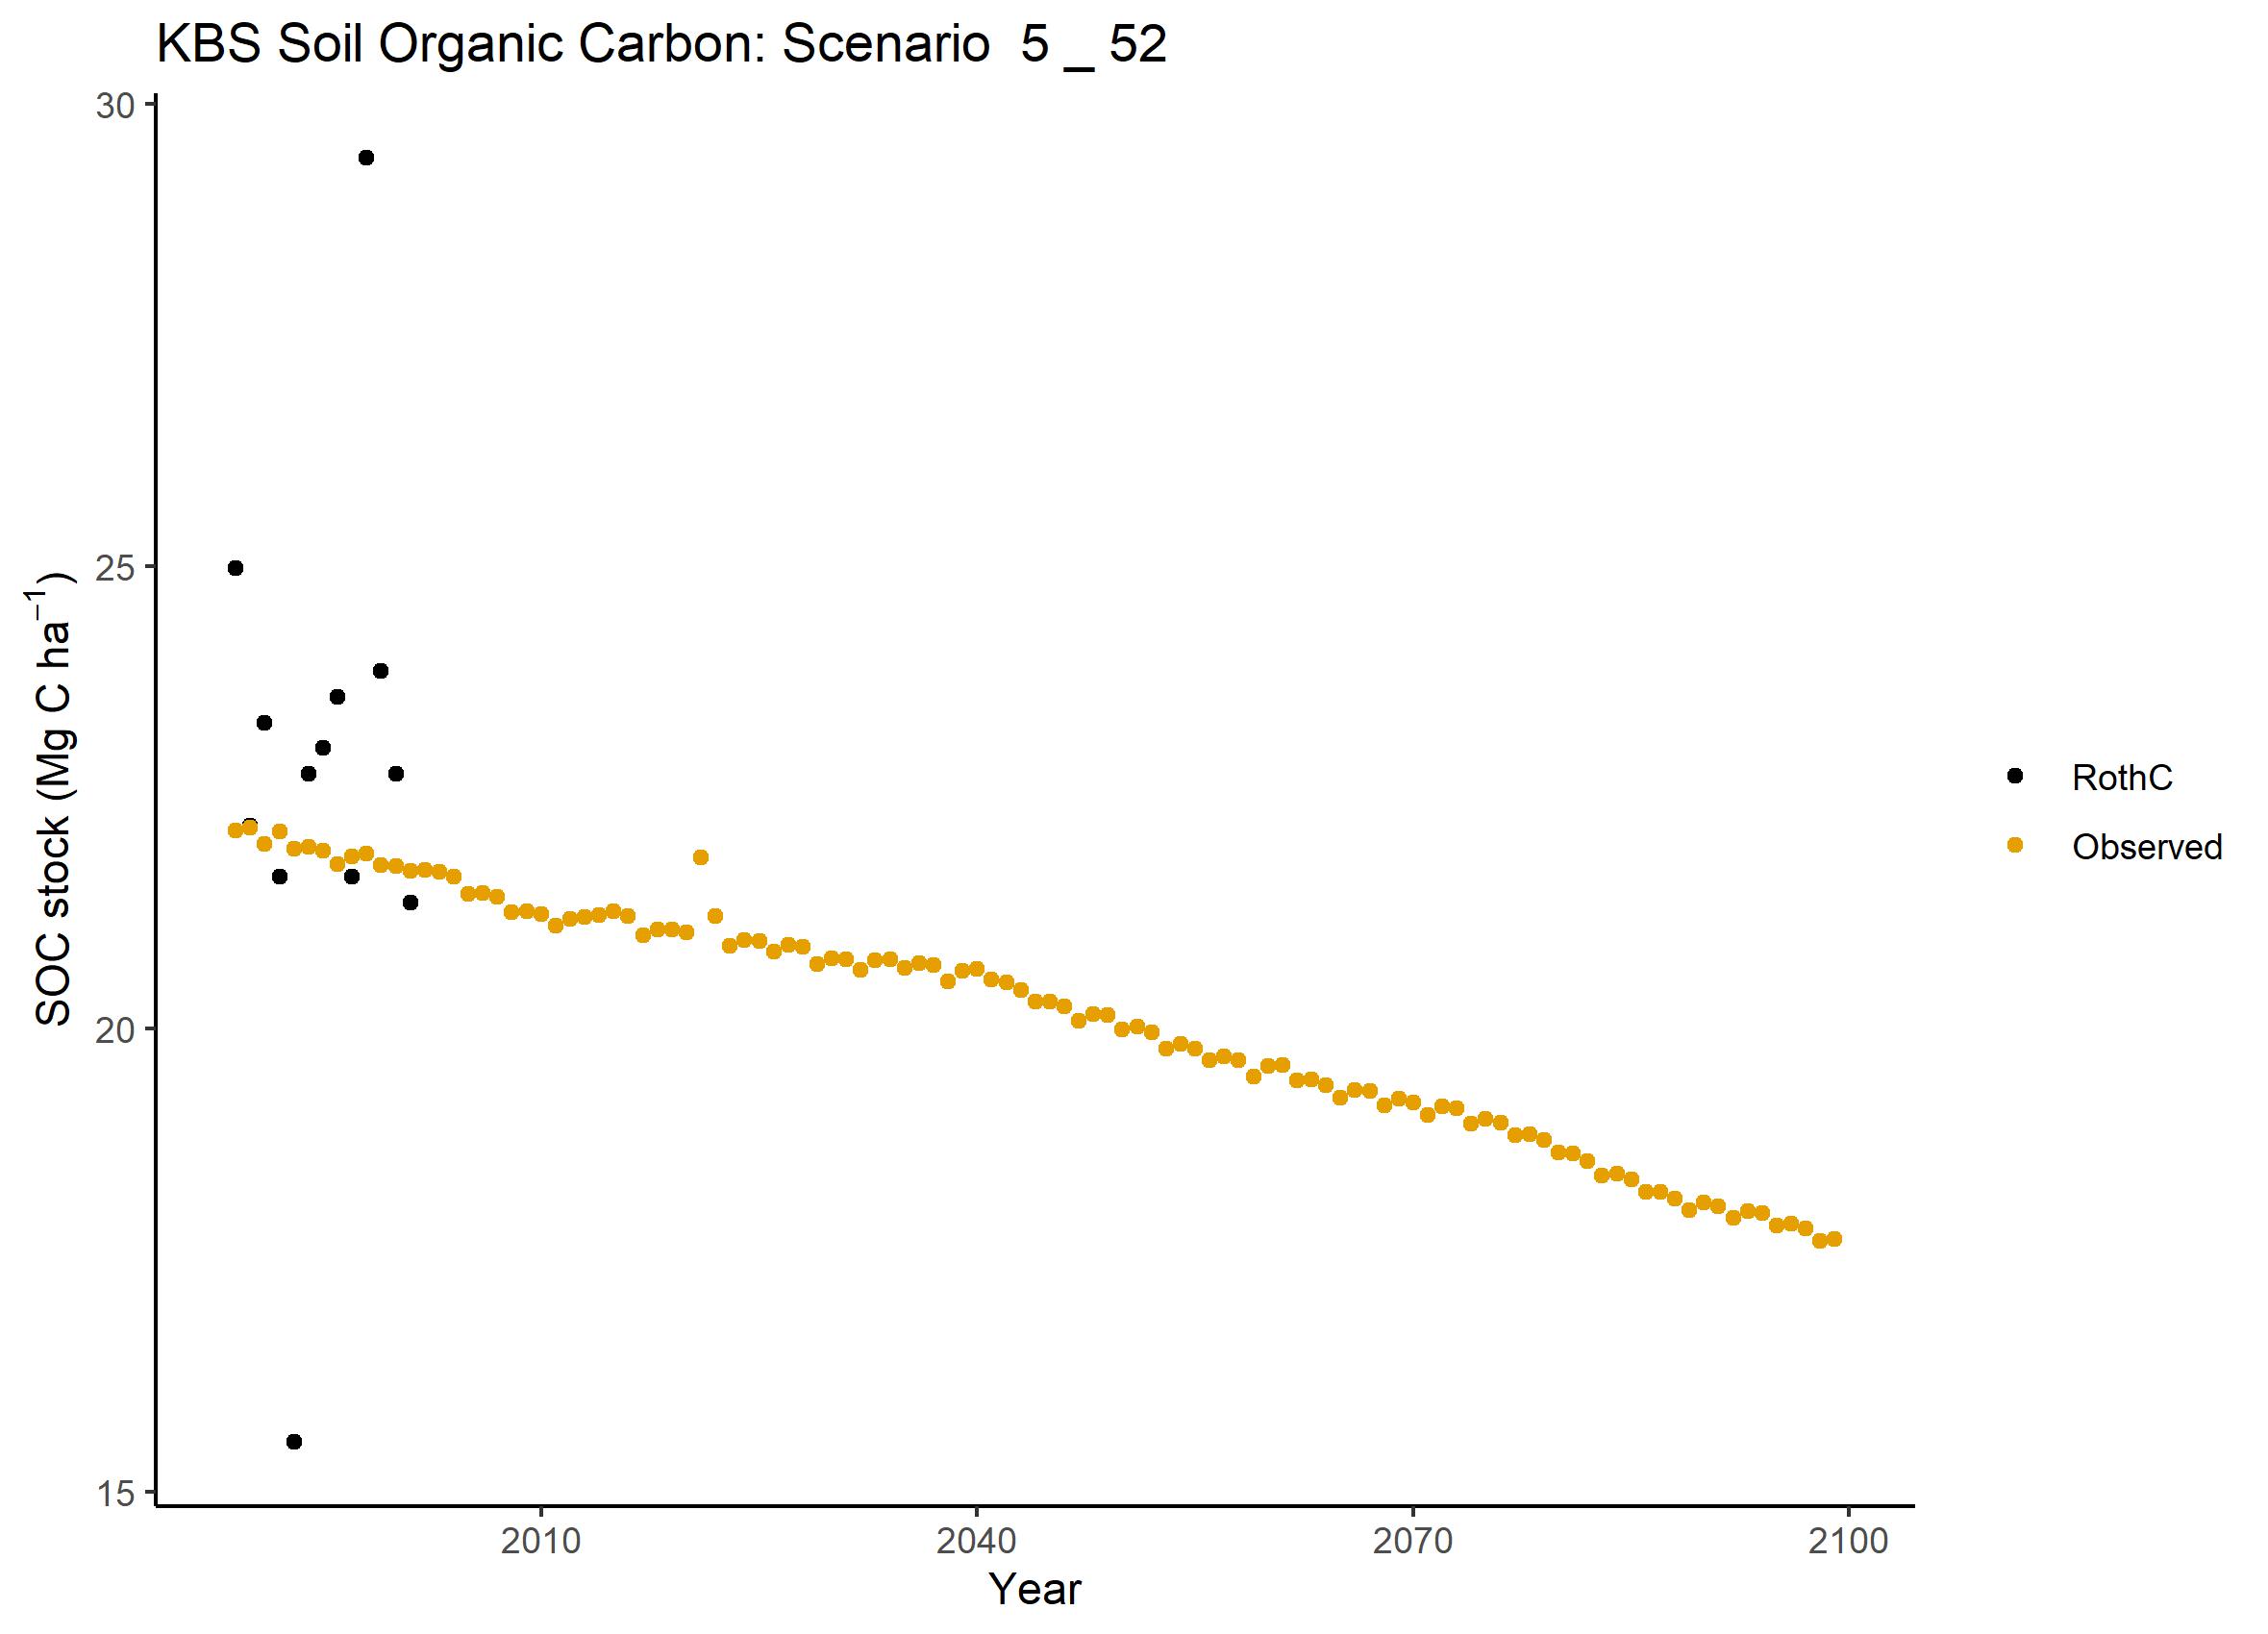 KBS Soil Organic Carbon: Scenario  5 _ 52
30
25
20
15
SOC stock (Mg C ha⁻¹)
2010 2040 2070 2100
Year
RothC
Observed